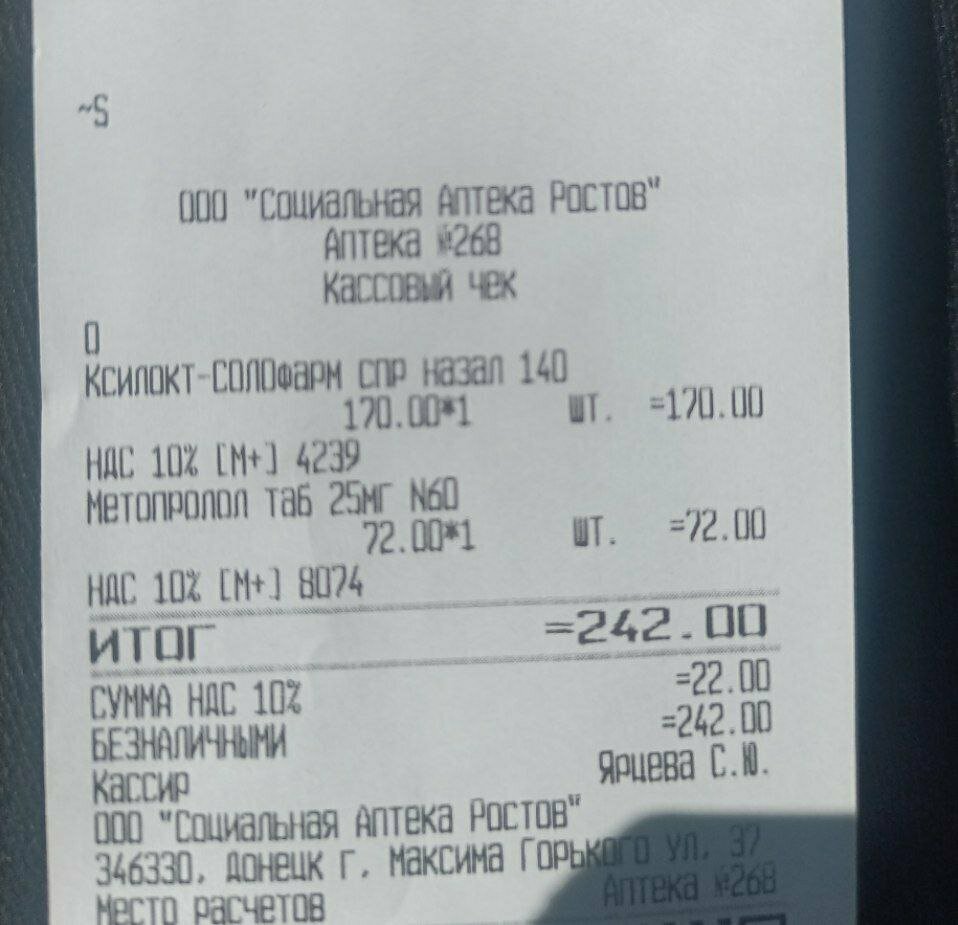 ~S
ООО "Социальная Аптека Ростов"
Аптека №268
Кассовый чек
0
Ксилокт-СОЛОфарм спр назал 140
170.00*1 шт. =170.00
НДС 10% [М+] 4239
Метопролол таб 25мг N60
72.00*1 шт. =72.00
НДС 10% [М+] 8074
ИТОГ =242.00
СУММА НДС 10% =22.00
БЕЗНАЛИЧНЫМИ =242.00
Кассир Ярцева С.Ю.
ООО "Социальная Аптека Ростов"
346330, Донецк г, Максима Горького ул, 37
Место расчетов Аптека №268